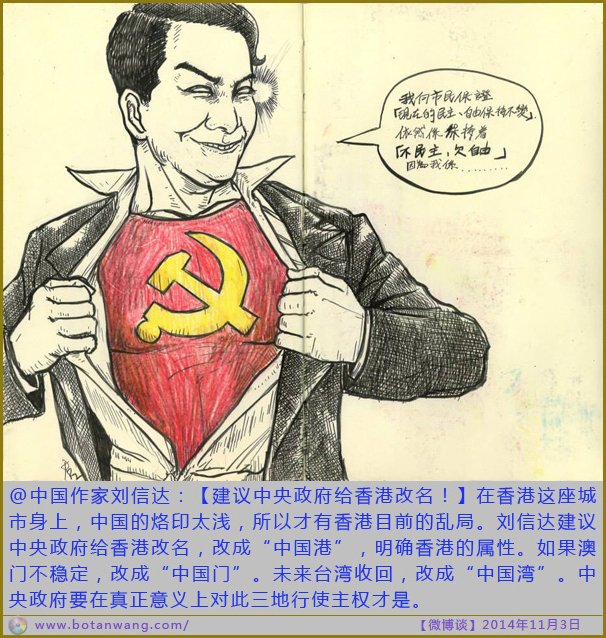 我向市民保證
「現在的民主、自由保持不變」.
依然係保持着
「不民主、欠自由」
因為我係.........
@中国作家刘信达：【建议中央政府给香港改名！】在香港这座城
市身上，中国的烙印太浅，所以才有香港目前的乱局。刘信达建议
中央政府给香港改名，改成“中国港”，明确香港的属性。如果澳
门不稳定，改成“中国门”。未来台湾收回，改成“中国湾”。中
央政府要在真正意义上对此三地行使主权才是。
www.botanwang.com/
【微博谈】2014年11月3日